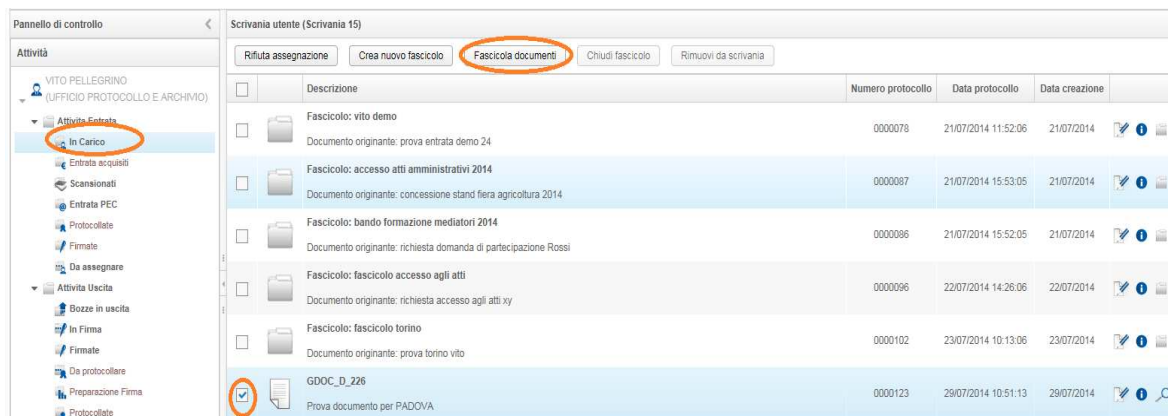 Pannello di controllo
Attività
VITO PELLEGRINO
(UFFICIO PROTOCOLLO E ARCHIVIO)
Attivita Entrata
In Carico
Entrata acquisiti
Scansionati
Entrata PEC
Protocollate
Firmate
Da assegnare
Attivita Uscita
Bozze in uscita
In Firma
Firmate
Da protocollare
Preparazione Firma
Protocollate
Scrivania utente (Scrivania 15)
Rifiuta assegnazione Crea nuovo fascicolo Fascicola documenti Chiudi fascicolo Rimuovi da scrivania
Descrizione Numero protocollo Data protocollo Data creazione
Fascicolo: vito demo
Documento originante: prova entrata demo 24
0000078 21/07/2014 11:52:06 21/07/2014
Fascicolo: accesso atti amministrativi 2014
Documento originante: concessione stand fiera agricoltura 2014
0000087 21/07/2014 15:53:05 21/07/2014
Fascicolo: bando formazione mediatori 2014
Documento originante: richiesta domanda di partecipazione Rossi
0000086 21/07/2014 15:52:05 21/07/2014
Fascicolo: fascicolo accesso agli atti
Documento originante: richiesta accesso agli atti xy
0000096 22/07/2014 14:26:06 22/07/2014
Fascicolo: fascicolo torino
Documento originante: prova torino vito
0000102 23/07/2014 10:13:06 23/07/2014
GDOC_D_226
Prova documento per PADOVA
0000123 29/07/2014 10:51:13 29/07/2014